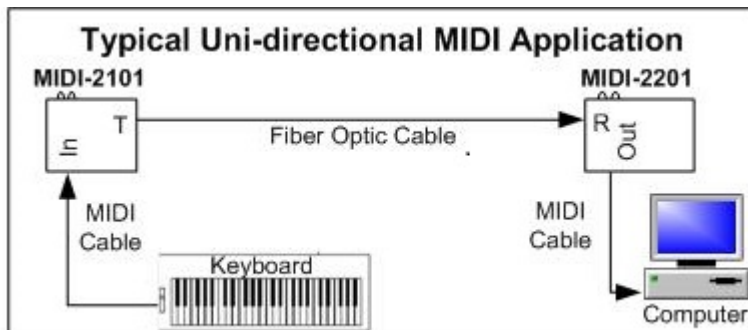 Typical Uni-directional MIDI Application
MIDI-2101
MIDI-2201
T
In
Fiber Optic Cable
R
Out
MIDI
Cable
MIDI
Cable
Keyboard
Computer